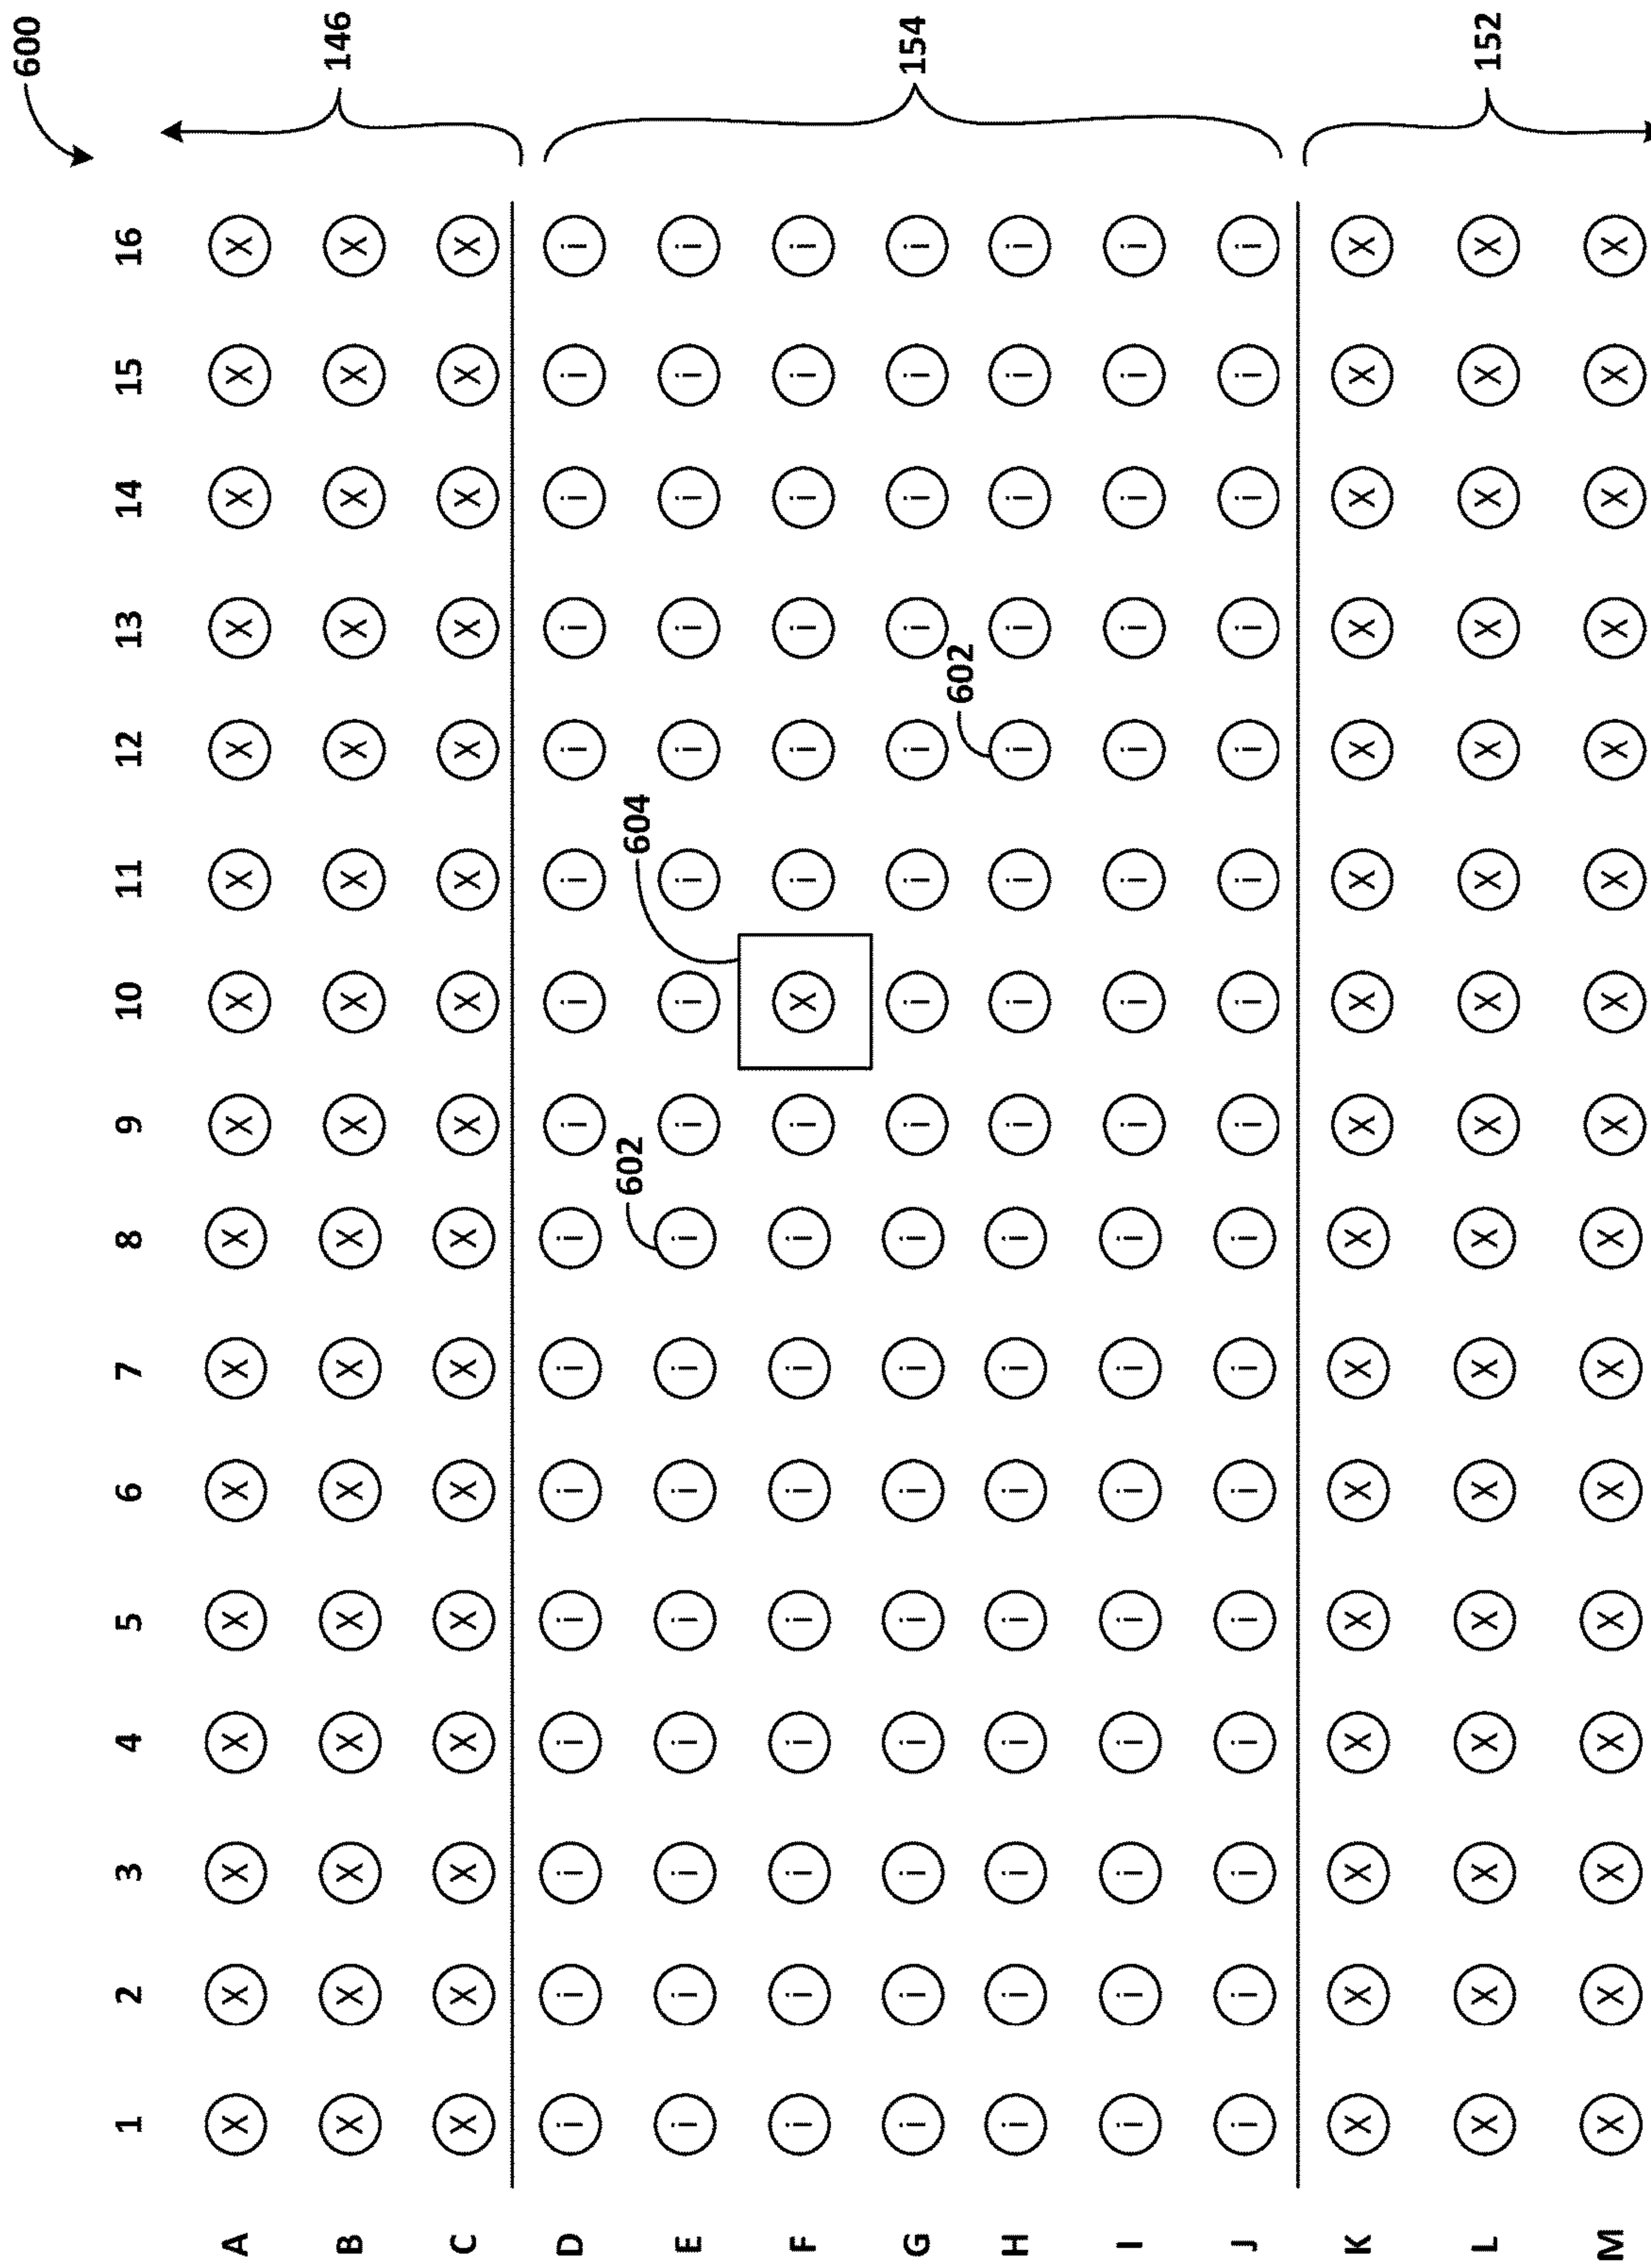 600
1 2 3 4 5 6 7 8 9 10 11 12 13 14 15 16
A X X X X X X X X X X X X X X X X
B X X X X X X X X X X X X X X X X 146
C X X X X X X X X X X X X X X X X
D i i i i i i i i i i i i i i i i
602 604
E i i i i i i i i i i i i i i i i
F i i i i i i i i i X i i i i i i
G i i i i i i i i i i i i i i i i 154
602
H i i i i i i i i i i i i i i i i
I i i i i i i i i i i i i i i i i
J i i i i i i i i i i i i i i i i
K X X X X X X X X X X X X X X X X
L X X X X X X X X X X X X X X X X 152
M X X X X X X X X X X X X X X X X